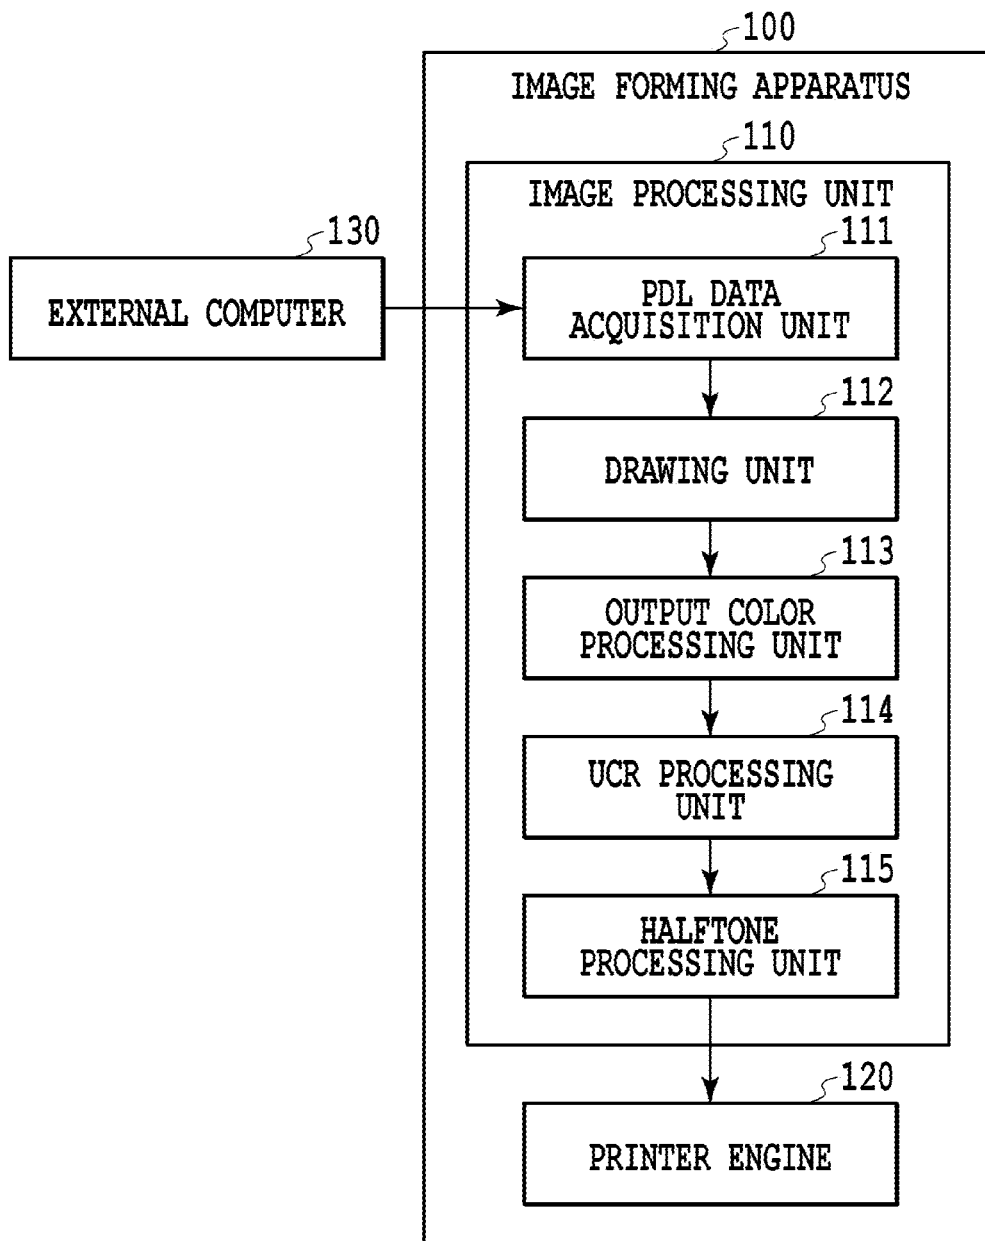 100
IMAGE FORMING APPARATUS
110
IMAGE PROCESSING UNIT
130
EXTERNAL COMPUTER
111
PDL DATA
ACQUISITION UNIT
112
DRAWING UNIT
113
OUTPUT COLOR
PROCESSING UNIT
114
UCR PROCESSING
UNIT
115
HALFTONE
PROCESSING UNIT
120
PRINTER ENGINE